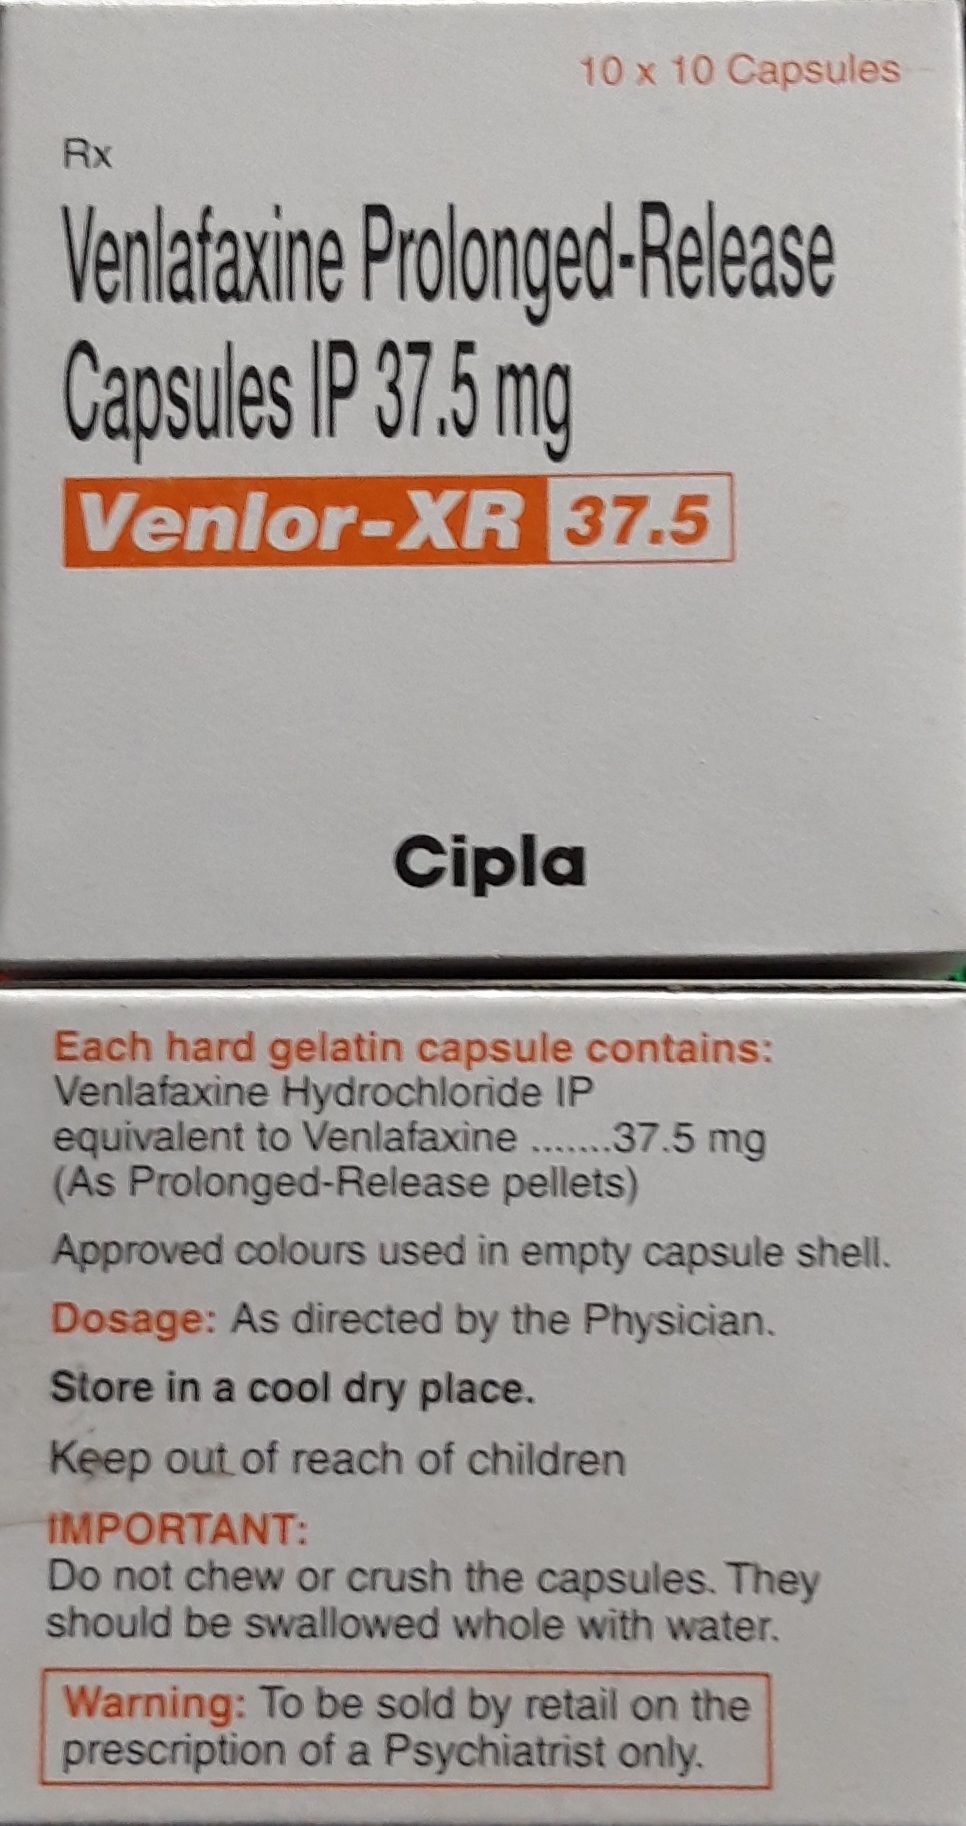 10 x 10 Capsules
Rx
Venlafaxine Prolonged-Release
Capsules IP 37.5 mg
Venlor-XR 37.5
Cipla
Each hard gelatin capsule contains:
Venlafaxine Hydrochloride IP
equivalent to Venlafaxine .......37.5 mg
(As Prolonged-Release pellets)
Approved colours used in empty capsule shell.
Dosage: As directed by the Physician.
Store in a cool dry place.
Keep out of reach of children
IMPORTANT:
Do not chew or crush the capsules. They
should be swallowed whole with water.
Warning: To be sold by retail on the
prescription of a Psychiatrist only.